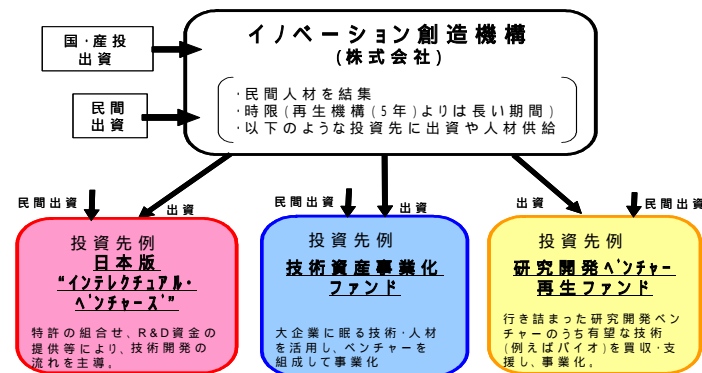 イノベーション創造機構
(株式会社)
国・産投
出資
民間
出資
・民間人材を結集
・時限(再生機構(5年)よりは長い期間)
・以下のような投資先に出資や人材供給
民間出資
出資
民間出資
出資
出資
民間出資
投資先例
日本版
“インテレクチュアル・
ベンチャーズ”
特許の組合せ、R&D資金の
提供等により、技術開発の
流れを主導。
投資先例
技術資産事業化
ファンド
大企業に眠る技術・人材
を活用し、ベンチャーを
組成して事業化
投資先例
研究開発ベンチャー
再生ファンド
行き詰まった研究開発ベン
チャーのうち有望な技術
(例えばバイオ)を買収・支
援し、事業化。